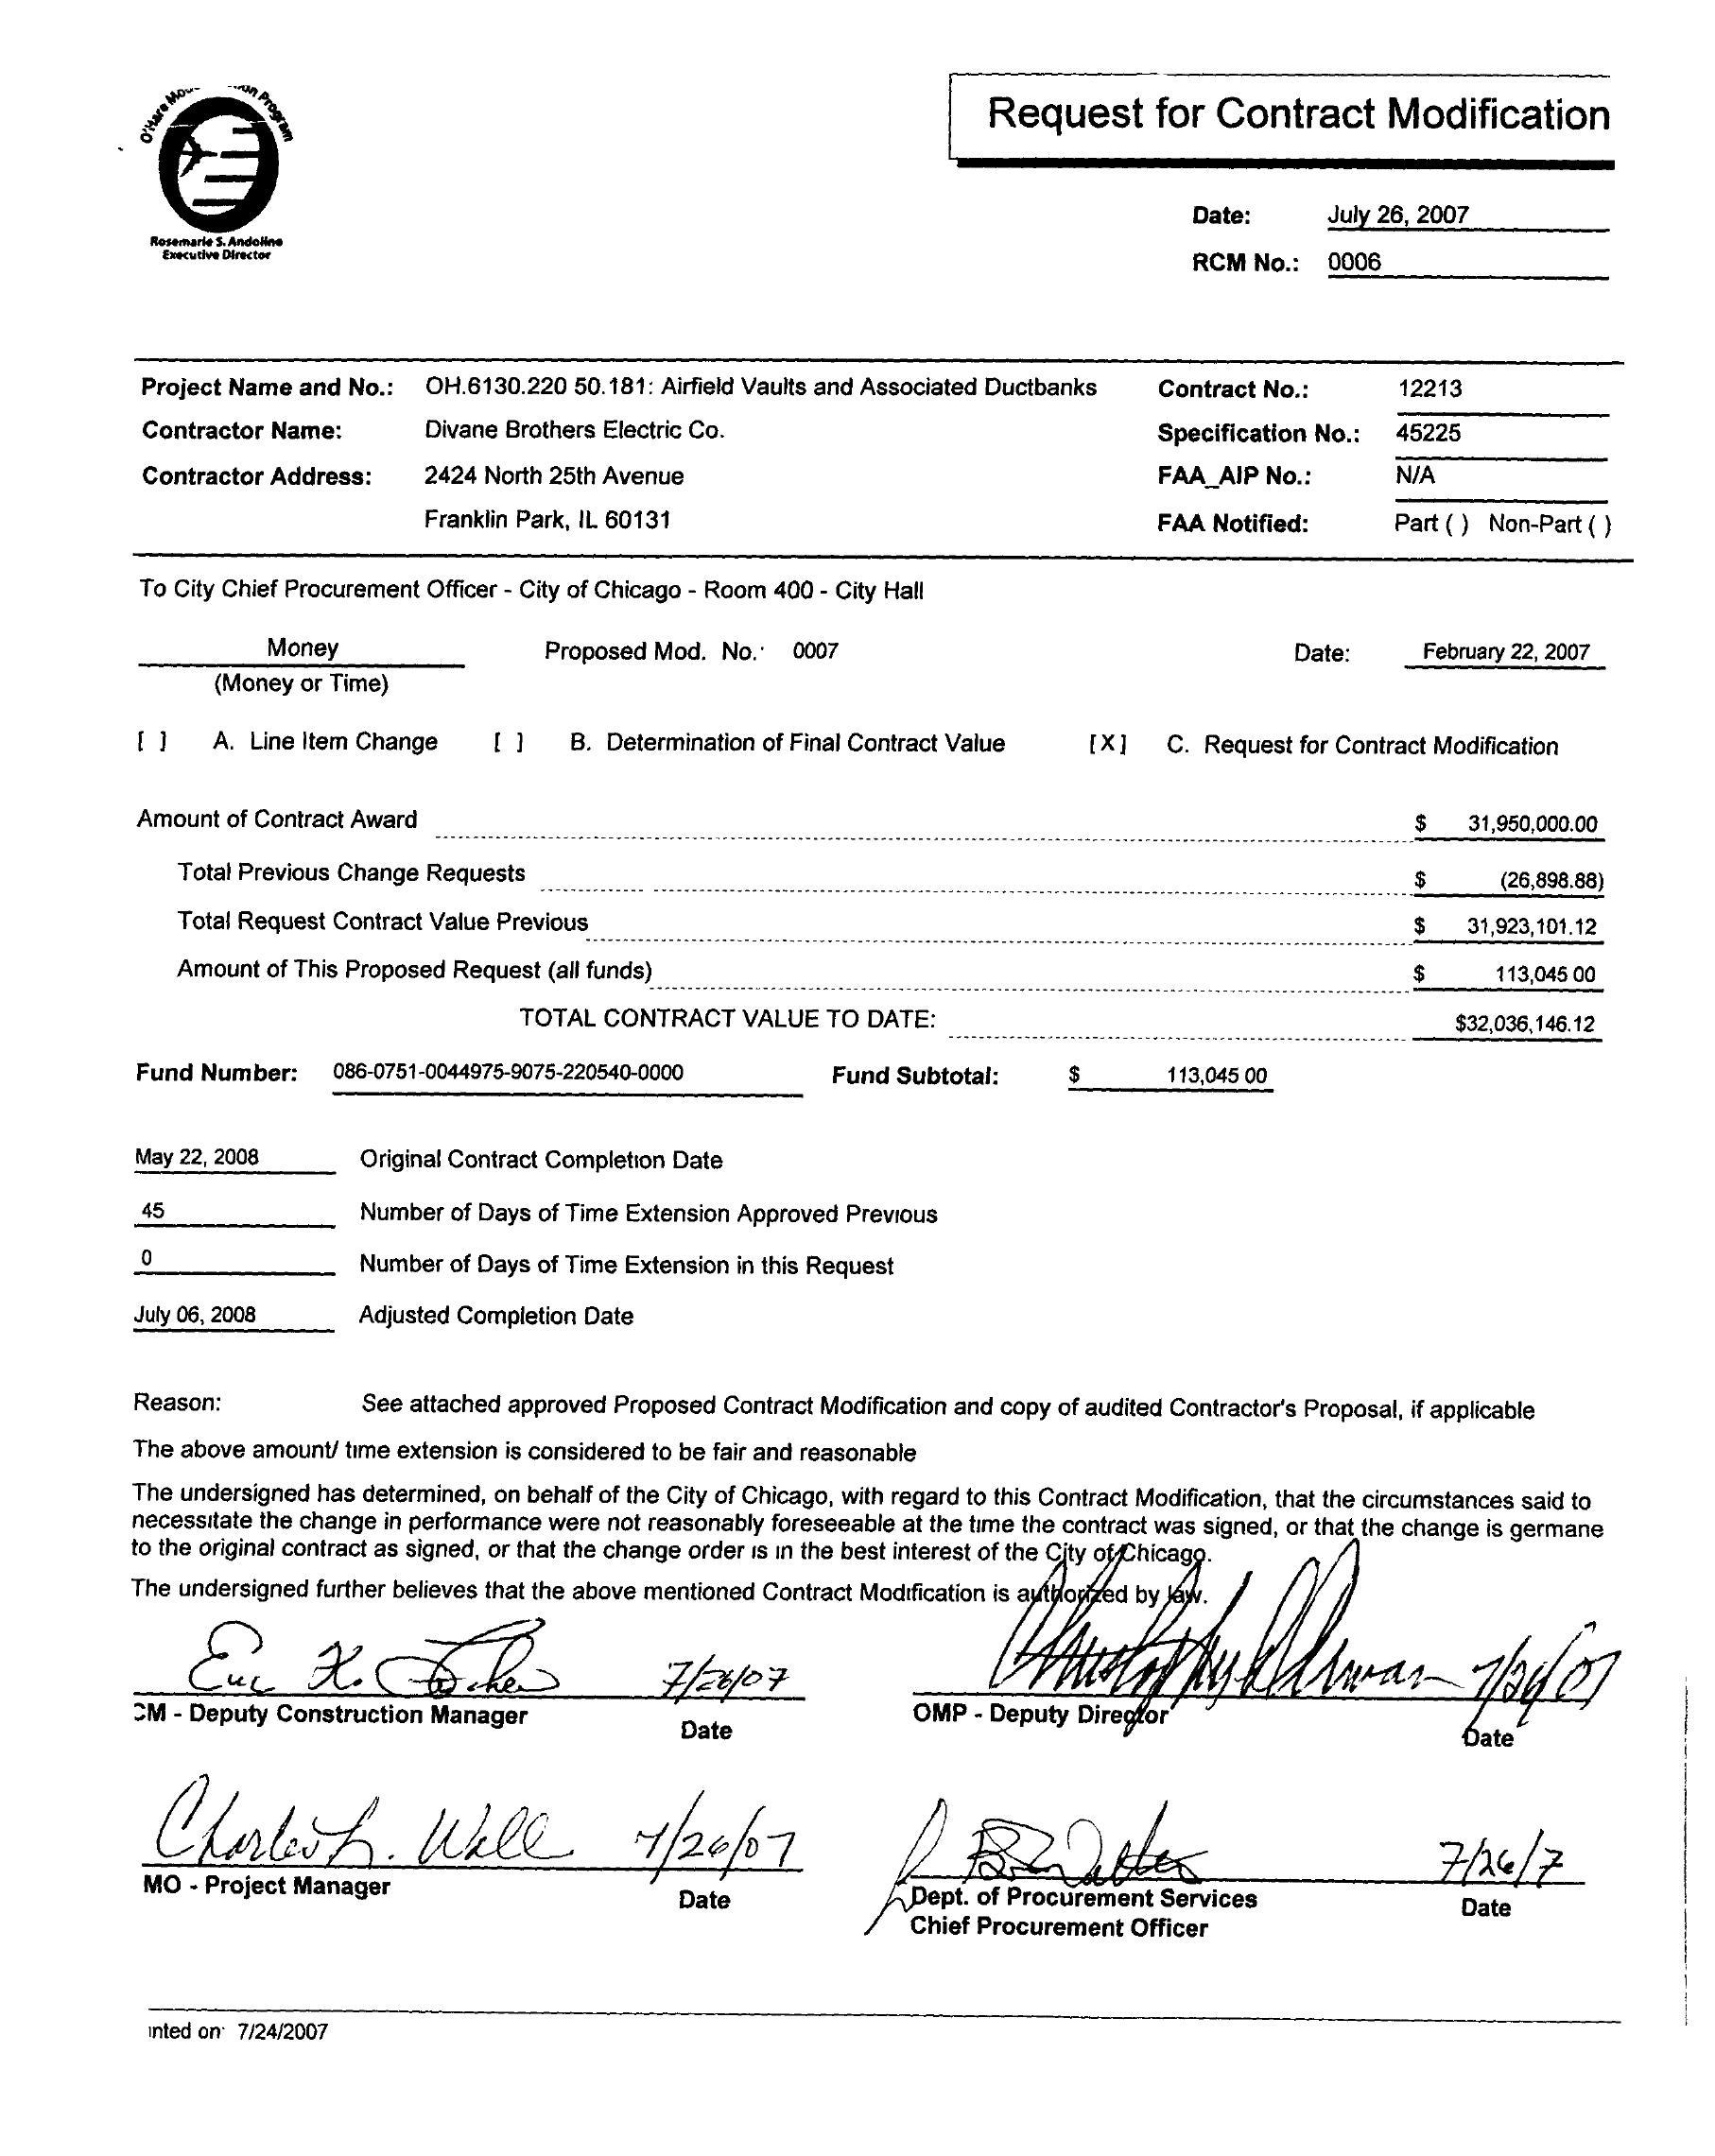 O'Hare Program
Rosemarie S. Andolino
Executive Director
Request for Contract Modification
Date: July 26, 2007
RCM No.: 0006
Project Name and No.: OH.6130.220 50.181: Airfield Vaults and Associated Ductbanks Contract No.: 12213
Contractor Name: Divane Brothers Electric Co. Specification No.: 45225
Contractor Address: 2424 North 25th Avenue FAA_AIP No.: N/A
Franklin Park, IL 60131 FAA Notified: Part ( ) Non-Part ( )
To City Chief Procurement Officer - City of Chicago - Room 400 - City Hall
Money Proposed Mod. No. 0007 Date: February 22, 2007
(Money or Time)
[ ] A. Line Item Change [ ] B. Determination of Final Contract Value [X] C. Request for Contract Modification
Amount of Contract Award $ 31,950,000.00
Total Previous Change Requests $ (26,898.88)
Total Request Contract Value Previous $ 31,923,101.12
Amount of This Proposed Request (all funds) $ 113,045 00
TOTAL CONTRACT VALUE TO DATE: $32,036,146.12
Fund Number: 086-0751-0044975-9075-220540-0000 Fund Subtotal: $ 113,045 00
May 22, 2008 Original Contract Completion Date
45 Number of Days of Time Extension Approved Previous
0 Number of Days of Time Extension in this Request
July 06, 2008 Adjusted Completion Date
Reason: See attached approved Proposed Contract Modification and copy of audited Contractor's Proposal, if applicable
The above amount/ time extension is considered to be fair and reasonable
The undersigned has determined, on behalf of the City of Chicago, with regard to this Contract Modification, that the circumstances said to
necessitate the change in performance were not reasonably foreseeable at the time the contract was signed, or that the change is germane
to the original contract as signed, or that the change order is in the best interest of the City of Chicago.
The undersigned further believes that the above mentioned Contract Modification is authorized by law.
Eric K. 7/26/07 7/26/07
CM - Deputy Construction Manager Date OMP - Deputy Director Date
Charles L. Wall 7/26/07 7/26/7
MO - Project Manager Date Dept. of Procurement Services Date
Chief Procurement Officer
inted on 7/24/2007